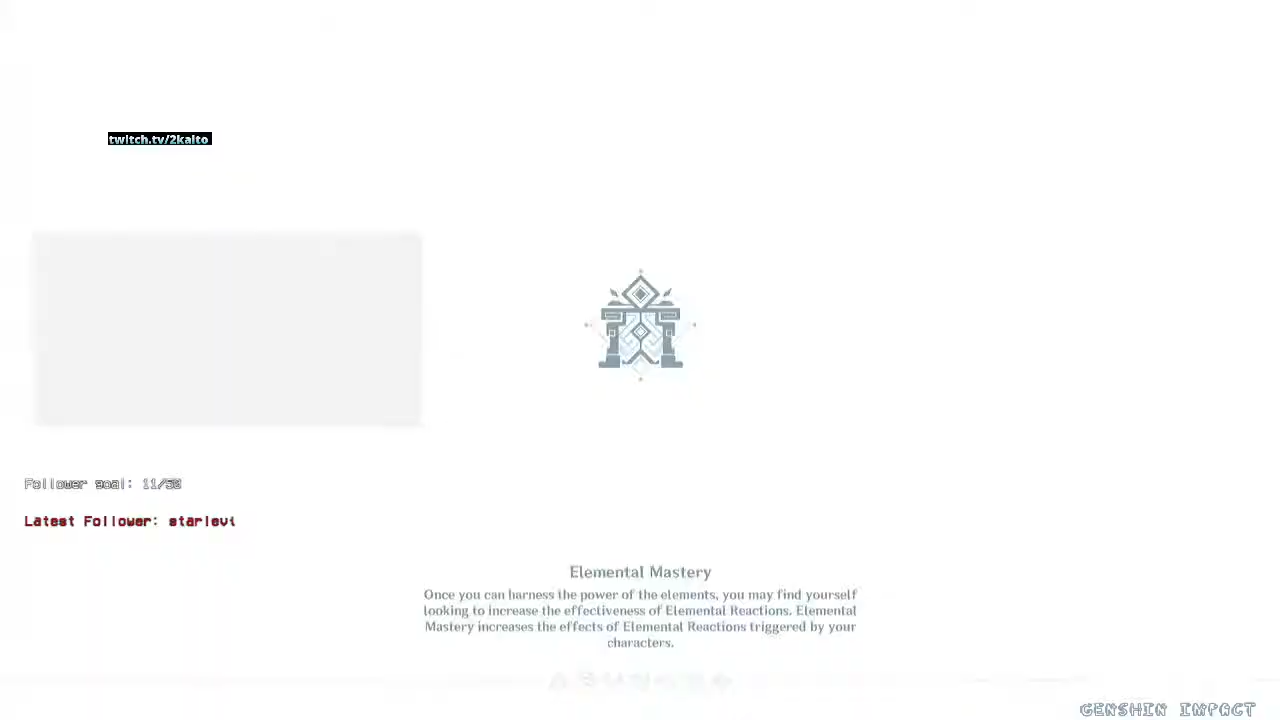 twitch.tv/2kaito
Follower goal: 11/50
Latest Follower: starlevi
Elemental Mastery
Once you can harness the power of the elements, you may find yourself
looking to increase the effectiveness of Elemental Reactions. Elemental
Mastery increases the effects of Elemental Reactions triggered by your
characters.
GENSHIN IMPACT